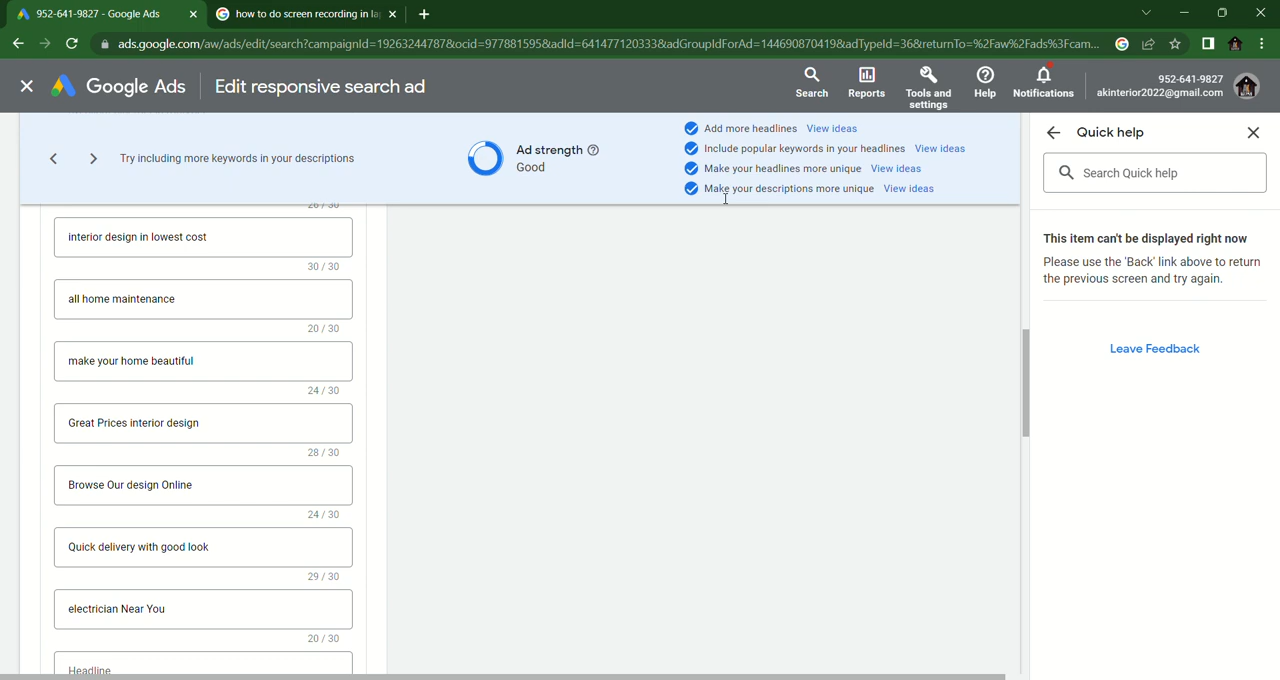 952-641-9827 - Google Ads
how to do screen recording in la
ads.google.com/aw/ads/edit/search?campaignId=19263244787&ocid=977881595&adId=641477120333&adGroupIdForAd=144690870419&adTypeId=36&returnTo=%2Faw%2Fads%3Fcam...
Google Ads
Edit responsive search ad
Search
Reports
Tools and
settings
Help
Notifications
952-641-9827
akinterior2022@gmail.com
Try including more keywords in your descriptions
Ad strength
Good
Add more headlines View ideas
Include popular keywords in your headlines View ideas
Make your headlines more unique View ideas
Make your descriptions more unique View ideas
26 / 30
interior design in lowest cost
30 / 30
all home maintenance
20 / 30
make your home beautiful
24 / 30
Great Prices interior design
28 / 30
Browse Our design Online
24 / 30
Quick delivery with good look
29 / 30
electrician Near You
20 / 30
Headline
Quick help
Search Quick help
This item can't be displayed right now
Please use the 'Back' link above to return
the previous screen and try again.
Leave Feedback